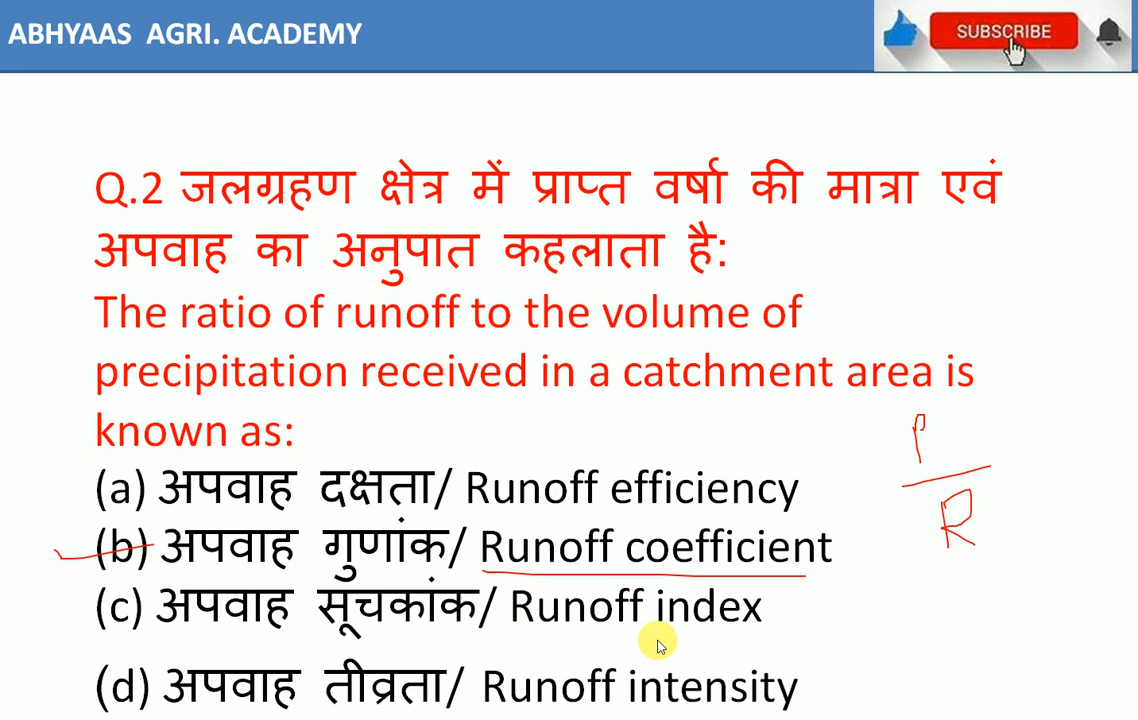 ABHYAAS AGRI. ACADEMY
SUBSCRIBE
Q.2 जलग्रहण क्षेत्र में प्राप्त वर्षा की मात्रा एवं
अपवाह का अनुपात कहलाता है:
The ratio of runoff to the volume of
precipitation received in a catchment area is
known as:
P
R
(a) अपवाह दक्षता/ Runoff efficiency
(b) अपवाह गुणांक/ Runoff coefficient
(c) अपवाह सूचकांक/ Runoff index
(d) अपवाह तीव्रता/ Runoff intensity